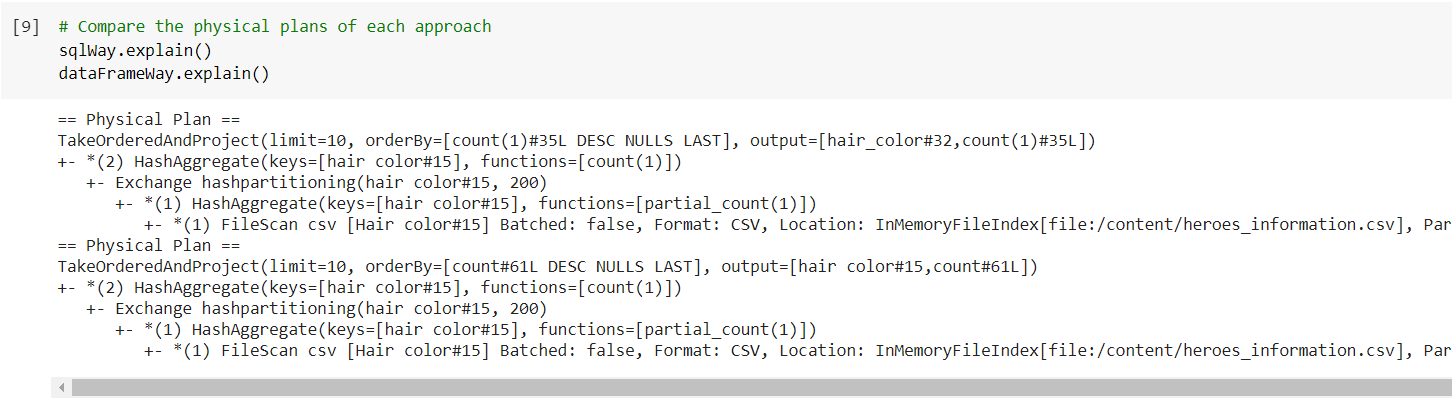 [9] # Compare the physical plans of each approach
sqlWay.explain()
dataFrameWay.explain()
== Physical Plan ==
TakeOrderedAndProject(limit=10, orderBy=[count(1)#35L DESC NULLS LAST], output=[hair_color#32,count(1)#35L])
+- *(2) HashAggregate(keys=[hair color#15], functions=[count(1)])
   +- Exchange hashpartitioning(hair color#15, 200)
      +- *(1) HashAggregate(keys=[hair color#15], functions=[partial_count(1)])
         +- *(1) FileScan csv [Hair color#15] Batched: false, Format: CSV, Location: InMemoryFileIndex[file:/content/heroes_information.csv], Par
== Physical Plan ==
TakeOrderedAndProject(limit=10, orderBy=[count#61L DESC NULLS LAST], output=[hair color#15,count#61L])
+- *(2) HashAggregate(keys=[hair color#15], functions=[count(1)])
   +- Exchange hashpartitioning(hair color#15, 200)
      +- *(1) HashAggregate(keys=[hair color#15], functions=[partial_count(1)])
         +- *(1) FileScan csv [Hair color#15] Batched: false, Format: CSV, Location: InMemoryFileIndex[file:/content/heroes_information.csv], Par